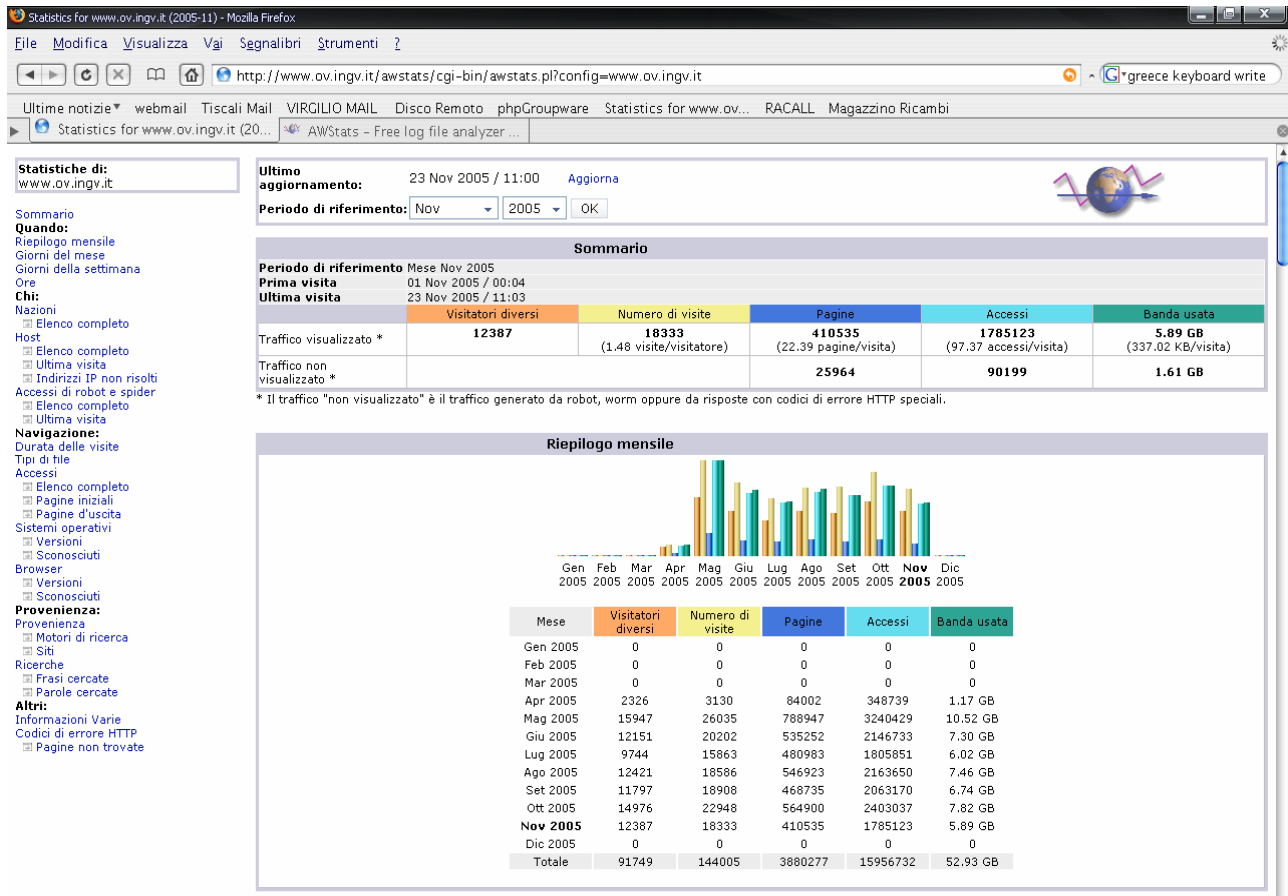 Statistics for www.ov.ingv.it (2005-11) - Mozilla Firefox
File Modifica Visualizza Vai Segnalibri Strumenti ?
http://www.ov.ingv.it/awstats/cgi-bin/awstats.pl?config=www.ov.ingv.it
G greece keyboard write
Ultime notizie webmail Tiscali Mail VIRGILIO MAIL Disco Remoto phpGroupware Statistics for www.ov... RACALL Magazzino Ricambi
Statistics for www.ov.ingv.it (20... AWStats - Free log file analyzer ...
Statistiche di:
www.ov.ingv.it
Sommario
Quando:
Riepilogo mensile
Giorni del mese
Giorni della settimana
Ore
Chi:
Nazioni
Elenco completo
Host
Elenco completo
Ultima visita
Indirizzi IP non risolti
Accessi di robot e spider
Elenco completo
Ultima visita
Navigazione:
Durata delle visite
Tipi di file
Accessi
Elenco completo
Pagine iniziali
Pagine d'uscita
Sistemi operativi
Versioni
Sconosciuti
Browser
Versioni
Sconosciuti
Provenienza:
Provenienza
Motori di ricerca
Siti
Ricerche
Frasi cercate
Parole cercate
Altri:
Informazioni Varie
Codici di errore HTTP
Pagine non trovate
Ultimo
aggiornamento: 23 Nov 2005 / 11:00 Aggiorna
Periodo di riferimento: Nov 2005 OK
Sommario
Periodo di riferimento Mese Nov 2005
Prima visita 01 Nov 2005 / 00:04
Ultima visita 23 Nov 2005 / 11:03
Visitatori diversi Numero di visite Pagine Accessi Banda usata
Traffico visualizzato * 12387 18333 410535 1785123 5.89 GB
(1.48 visite/visitatore) (22.39 pagine/visita) (97.37 accessi/visita) (337.02 KB/visita)
Traffico non
visualizzato * 25964 90199 1.61 GB
* Il traffico "non visualizzato" è il traffico generato da robot, worm oppure da risposte con codici di errore HTTP speciali.
Riepilogo mensile
Gen Feb Mar Apr Mag Giu Lug Ago Set Ott Nov Dic
2005 2005 2005 2005 2005 2005 2005 2005 2005 2005 2005 2005
Mese Visitatori diversi Numero di visite Pagine Accessi Banda usata
Gen 2005 0 0 0 0 0
Feb 2005 0 0 0 0 0
Mar 2005 0 0 0 0 0
Apr 2005 2326 3130 84002 348739 1.17 GB
Mag 2005 15947 26035 788947 3240429 10.52 GB
Giu 2005 12151 20202 535252 2146733 7.30 GB
Lug 2005 9744 15863 480983 1805851 6.02 GB
Ago 2005 12421 18586 546923 2163650 7.46 GB
Set 2005 11797 18908 468735 2063170 6.74 GB
Ott 2005 14976 22948 564900 2403037 7.82 GB
Nov 2005 12387 18333 410535 1785123 5.89 GB
Dic 2005 0 0 0 0 0
Totale 91749 144005 3880277 15956732 52.93 GB